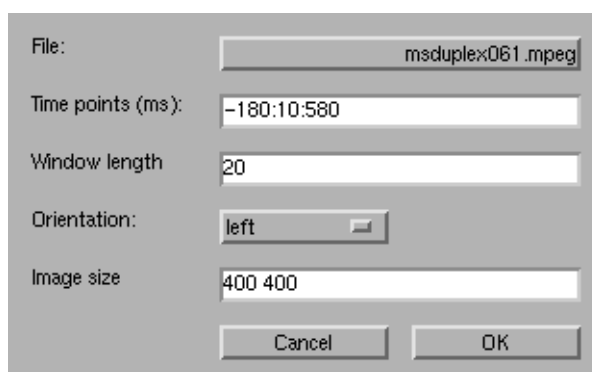 File: msduplex061.mpeg
Time points (ms): −180:10:580
Window length 20
Orientation: left
Image size 400 400
Cancel OK